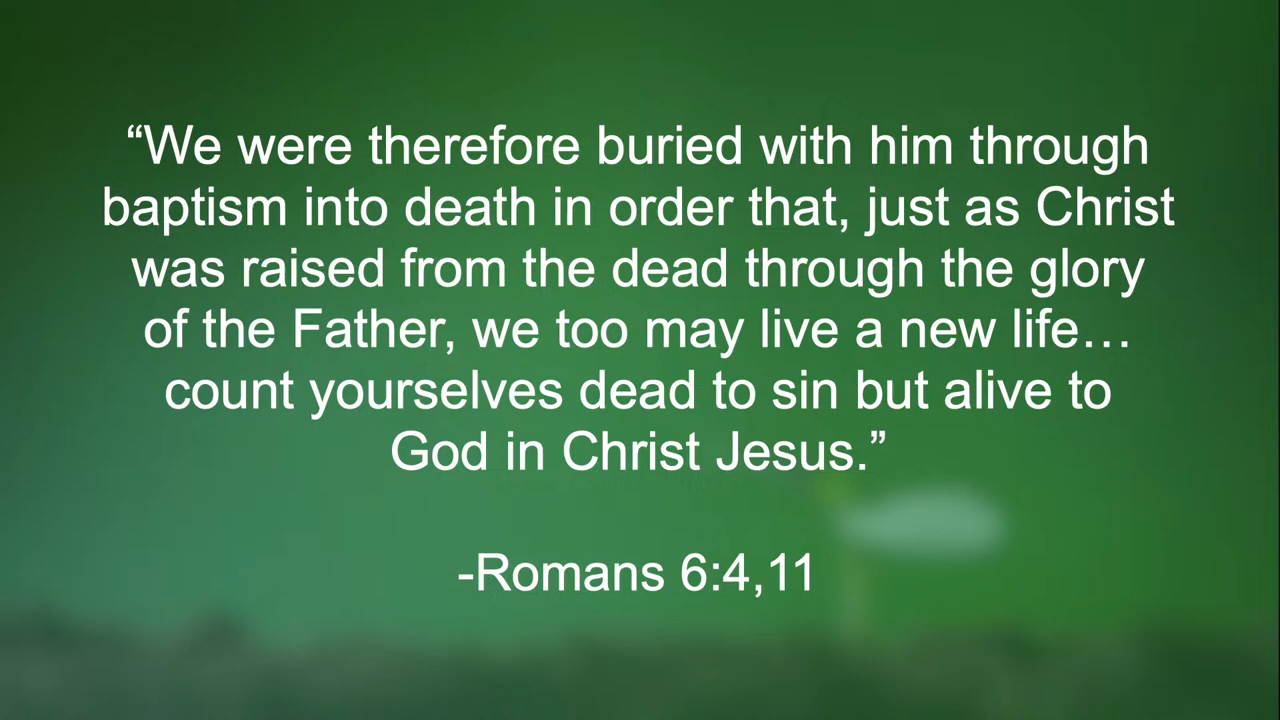 “We were therefore buried with him through
baptism into death in order that, just as Christ
was raised from the dead through the glory
of the Father, we too may live a new life…
count yourselves dead to sin but alive to
God in Christ Jesus.”
-Romans 6:4,11